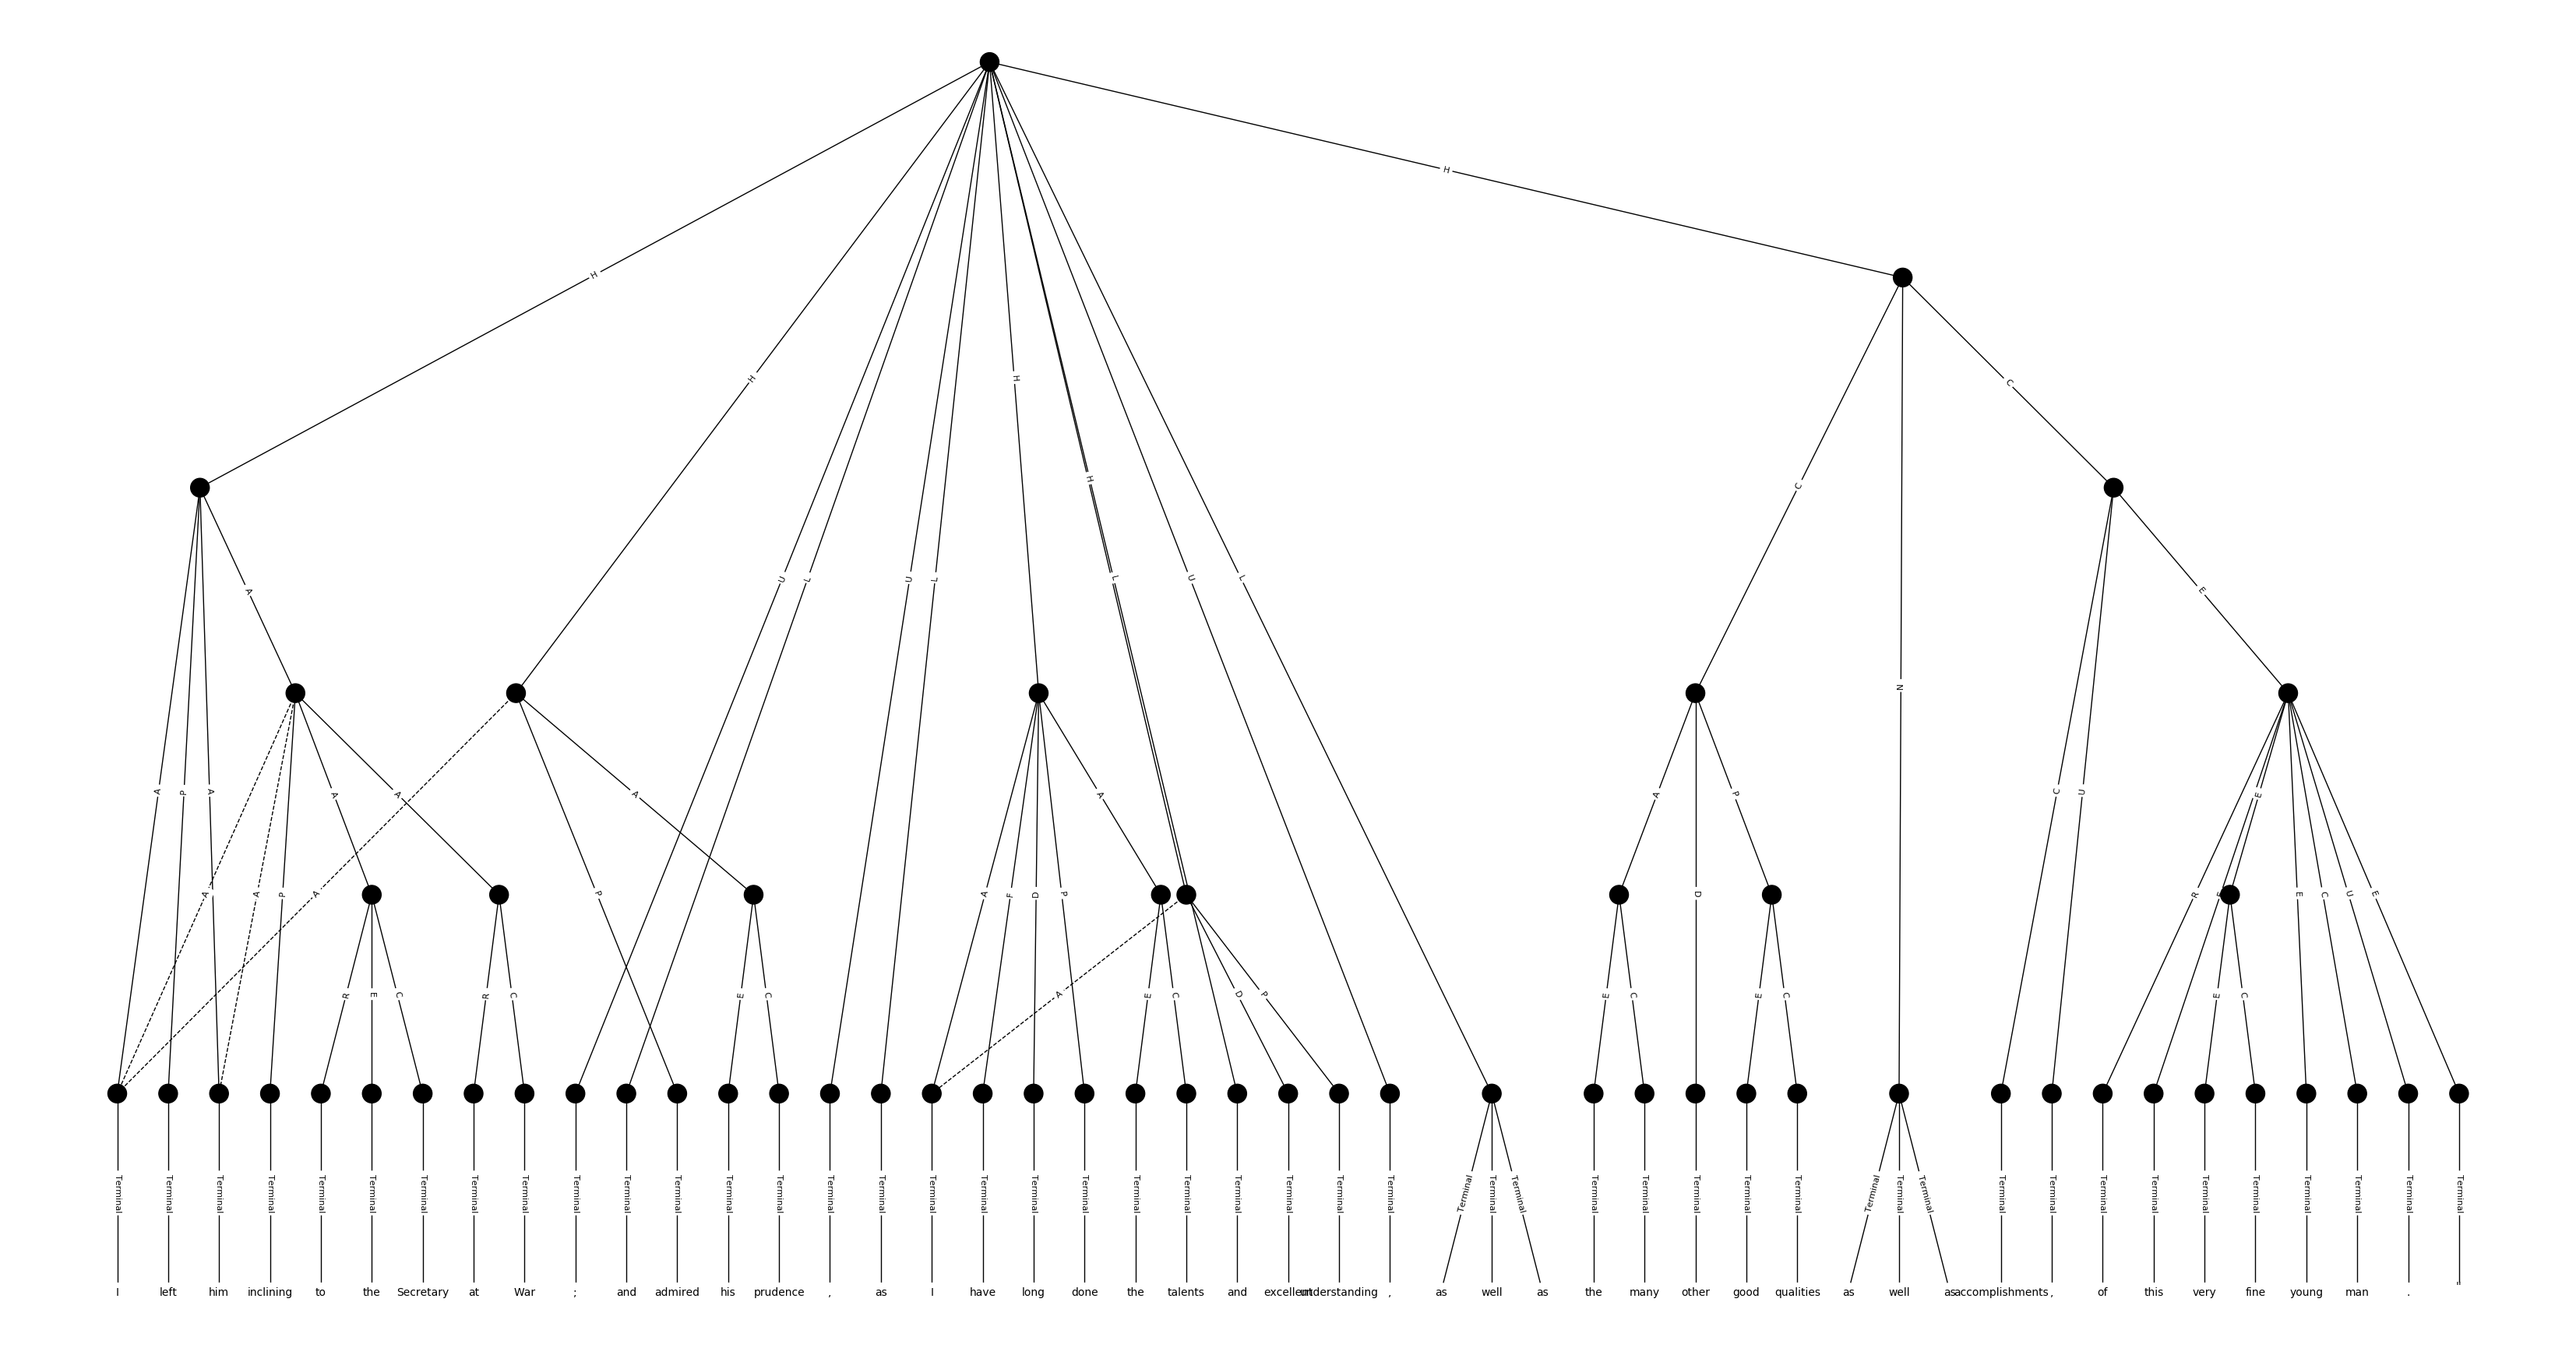 H
H
H
H
C
H
C
U
L
U
L
L
U
L
A
E
N
A
P
A
A
A
A
A
A
P
C
U
E
A
A
P
A
P
A
F
D
P
D
R
E
E
C
U
E
R
E
C
R
C
E
C
A
E
C
D
P
E
C
E
C
E
C
Terminal Terminal Terminal Terminal Terminal Terminal Terminal Terminal Terminal Terminal Terminal Terminal Terminal Terminal Terminal Terminal Terminal Terminal Terminal Terminal Terminal Terminal Terminal Terminal Terminal Terminal Terminal Terminal Terminal Terminal Terminal Terminal Terminal Terminal Terminal Terminal Terminal Terminal Terminal Terminal Terminal Terminal Terminal Terminal Terminal Terminal Terminal
I left him inclining to the Secretary at War ; and admired his prudence , as I have long done the talents and excellent understanding , as well as the many other good qualities as well as accomplishments , of this very fine young man . "